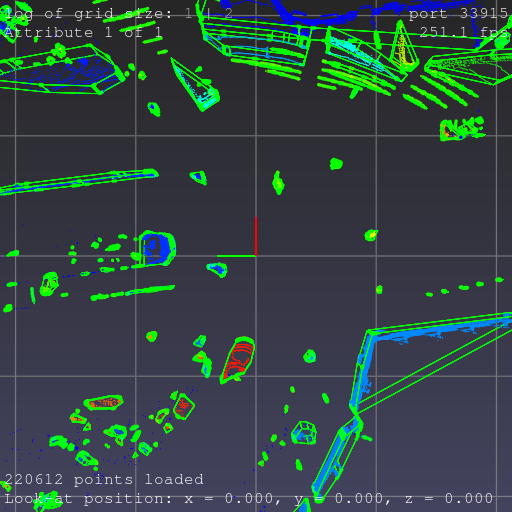 log of grid size: 1 | 2
port 33915
Attribute 1 of 1
251.1 fps
220612 points loaded
Look-at position: x = 0.000, y = 0.000, z = 0.000